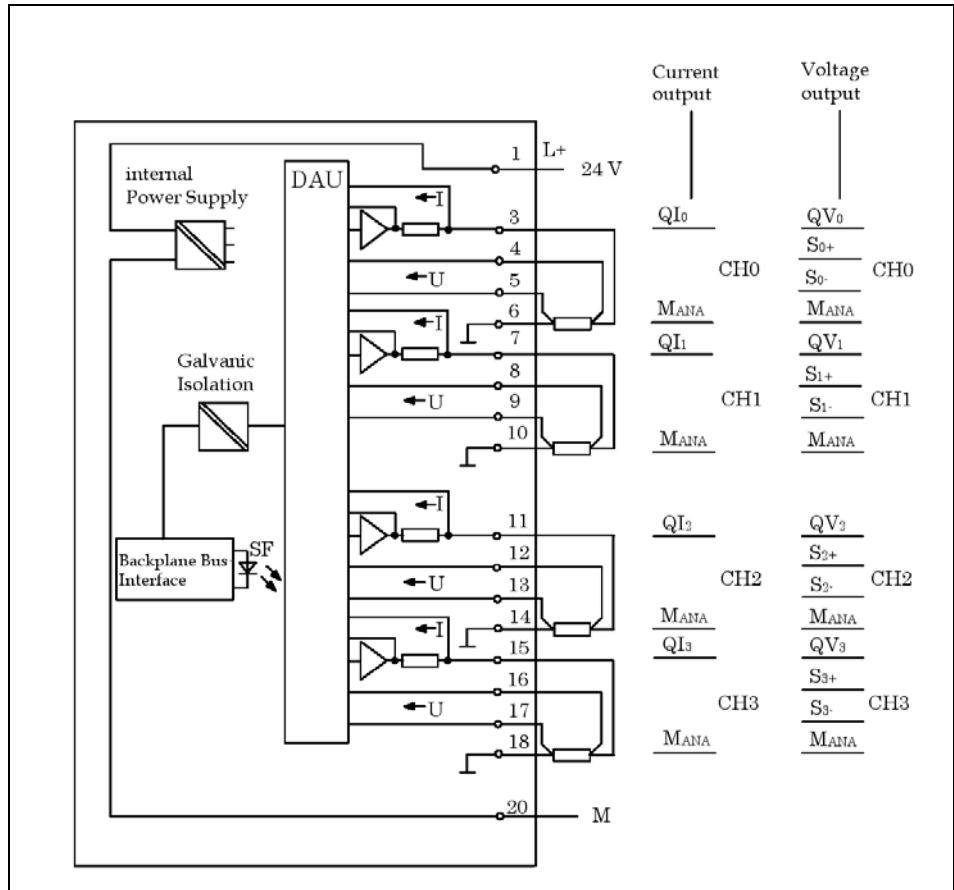 Current
output
Voltage
output
internal
Power Supply
DAU
1 L+
24 V
I
3
4
U
5
6
I
7
8
U
9
10
I
11
12
U
13
14
I
15
16
U
17
18
20 M
Galvanic
Isolation
SF
Backplane Bus
Interface
QI0 QV0
S0+
CH0 S0- CH0
MANA MANA
QI1 QV1
S1+
CH1 S1- CH1
MANA MANA
QI2 QV2
S2+
CH2 S2- CH2
MANA MANA
QI3 QV3
S3+
CH3 S3- CH3
MANA MANA